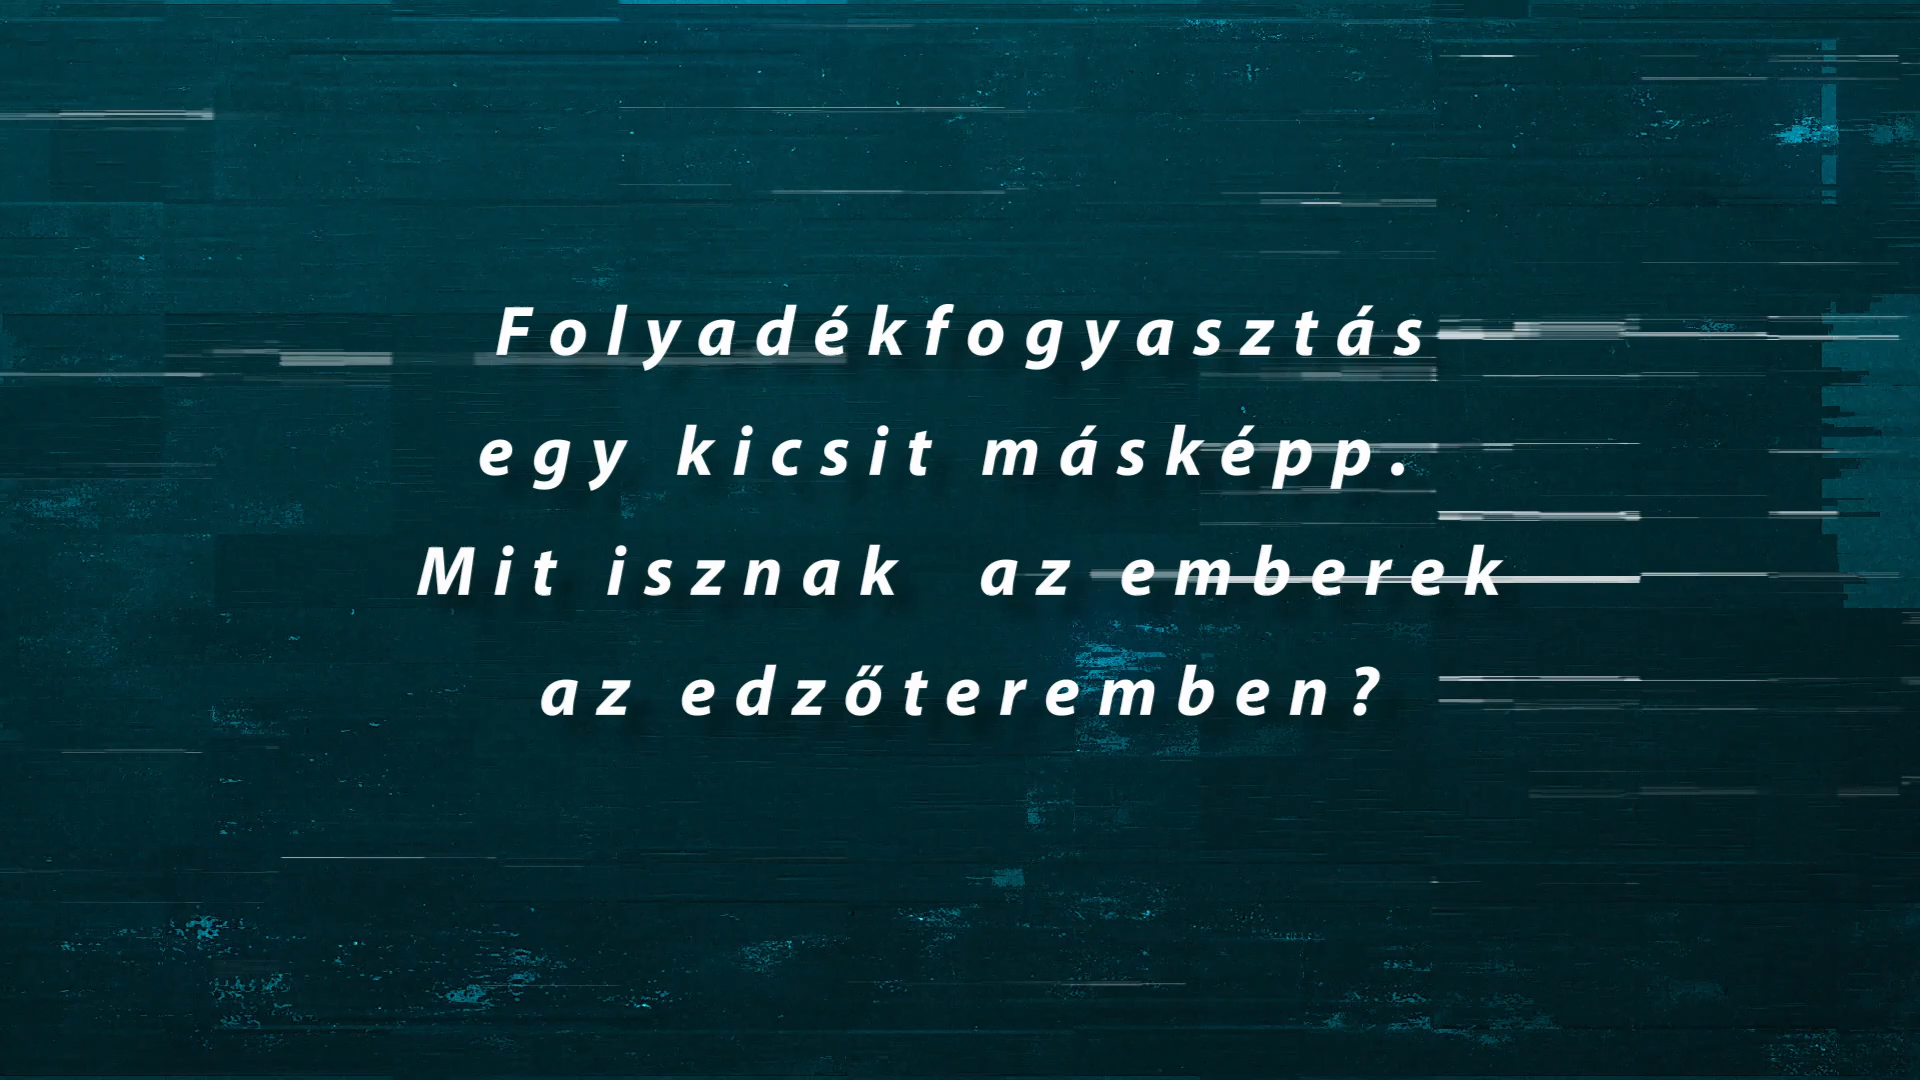 Folyadékfogyasztás
egy kicsit másképp.
Mit isznak az emberek
az edzőteremben?